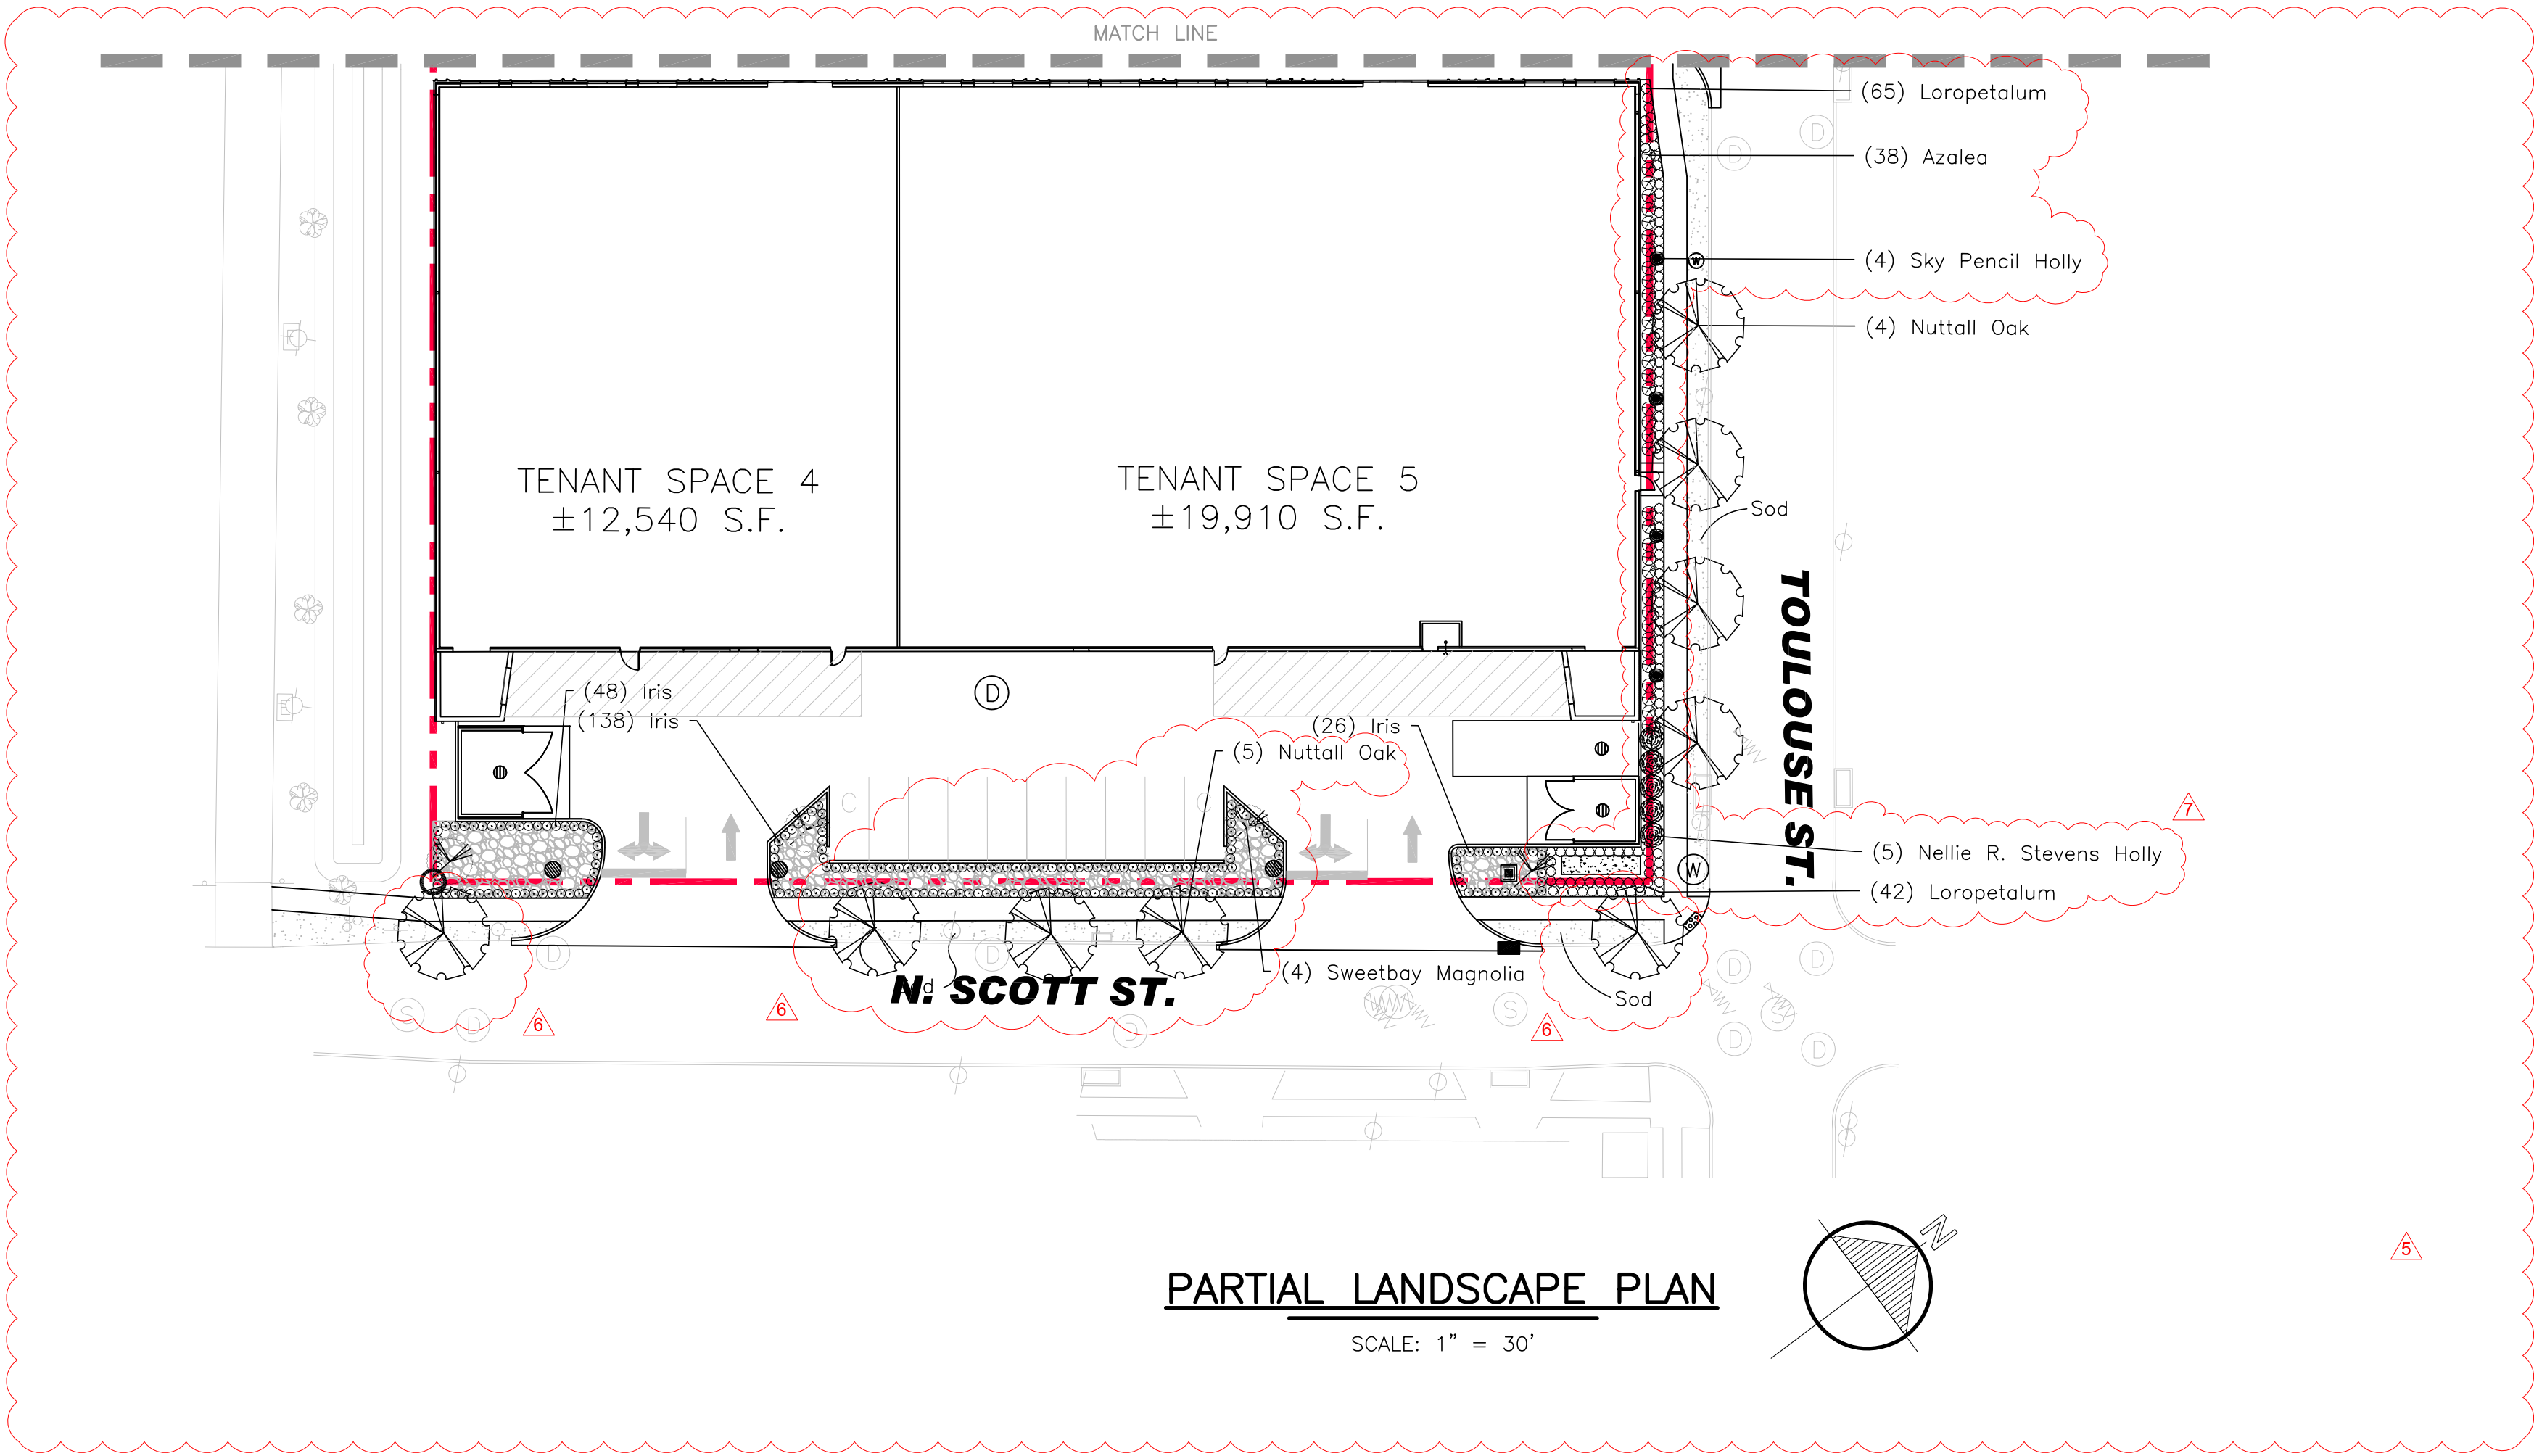 MATCH LINE
(65) Loropetalum
D
D
(38) Azalea
(4) Sky Pencil Holly
W
(4) Nuttall Oak
TENANT SPACE 4
±12,540 S.F.
TENANT SPACE 5
±19,910 S.F.
Sod
TOULOUSE ST.
(48) Iris
(138) Iris
D
(26) Iris
(5) Nuttall Oak
C
C
7
(5) Nellie R. Stevens Holly
W
(42) Loropetalum
D
D
D
D
(4) Sweetbay Magnolia
Sod
N. SCOTT ST.
Sod
S
D
6
6
6
D
W
W
S
S
D
D
N
5
PARTIAL LANDSCAPE PLAN
SCALE: 1" = 30'